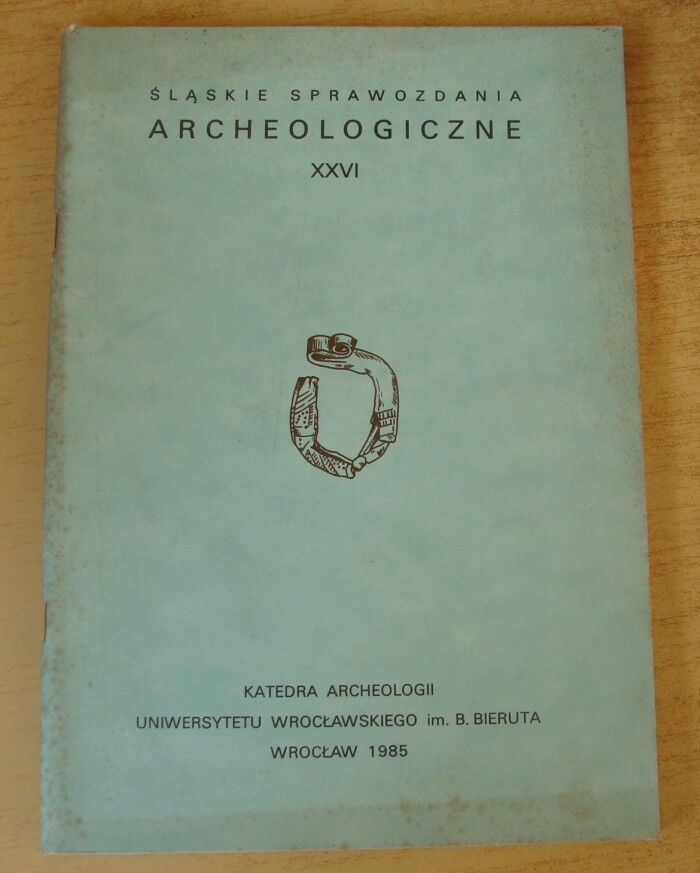 ŚLĄSKIE SPRAWOZDANIA
ARCHEOLOGICZNE
XXVI
KATEDRA ARCHEOLOGII
UNIWERSYTETU WROCŁAWSKIEGO im. B. BIERUTA
WROCŁAW 1985